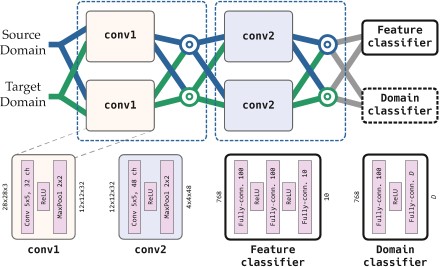 Source
Domain
Target
Domain
conv1
conv1
conv2
conv2
Feature
classifier
Domain
classifier
28x28x3
Conv 5x5, 32 ch
ReLU
MaxPool 2x2
12x12x32
conv1
12x12x32
Conv 5x5, 48 ch
ReLU
MaxPool 2x2
4x4x48
conv2
768
Fully-conn. 100
ReLU
Fully-conn. 100
ReLU
Fully-conn. 10
10
Feature
classifier
768
Fully-conn. 100
ReLU
Fully-conn. D
D
Domain
classifier